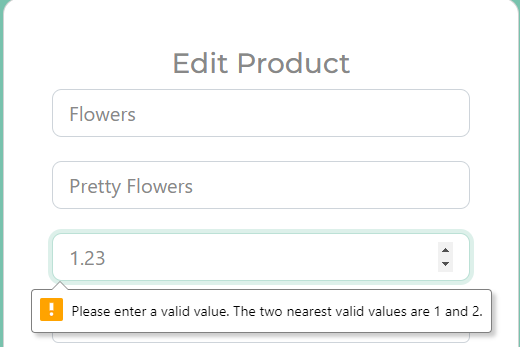 Edit Product
Flowers
Pretty Flowers
1.23
Please enter a valid value. The two nearest valid values are 1 and 2.